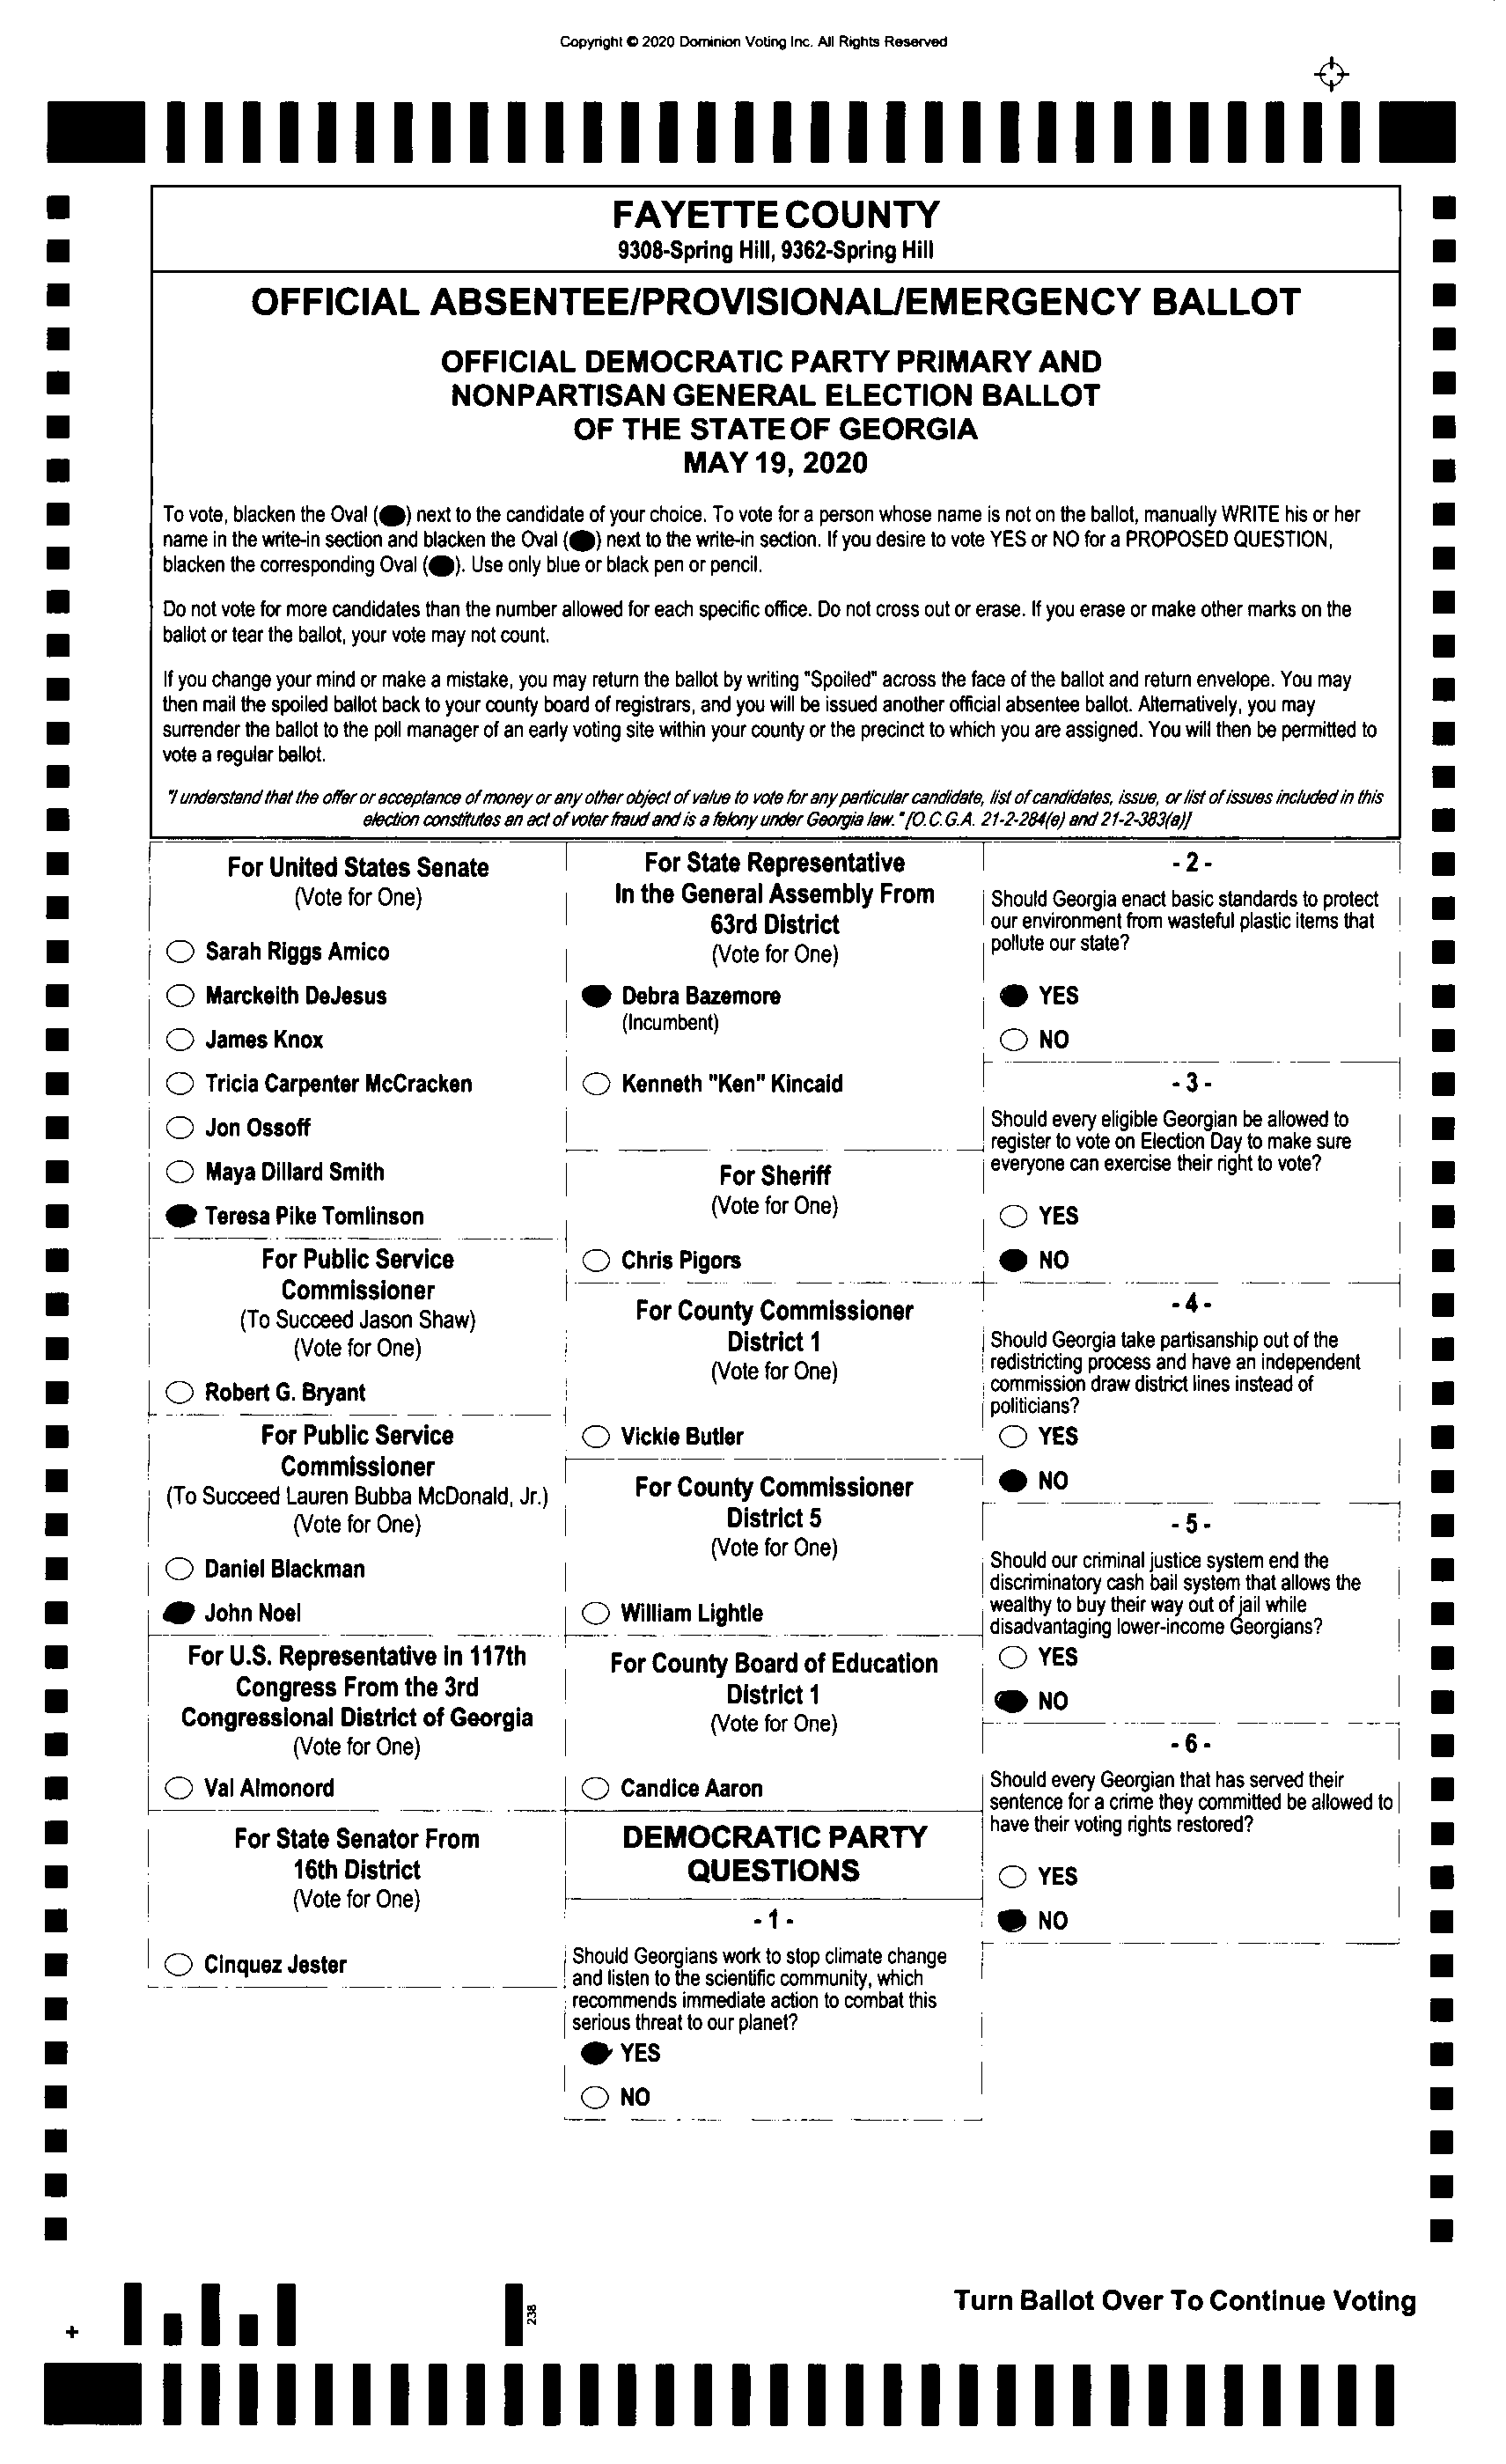 Copyright © 2020 Dominion Voting Inc. All Rights Reserved
FAYETTE COUNTY
9308-Spring Hill, 9362-Spring Hill
OFFICIAL ABSENTEE/PROVISIONAL/EMERGENCY BALLOT
OFFICIAL DEMOCRATIC PARTY PRIMARY AND
NONPARTISAN GENERAL ELECTION BALLOT
OF THE STATE OF GEORGIA
MAY 19, 2020
To vote, blacken the Oval ( ) next to the candidate of your choice. To vote for a person whose name is not on the ballot, manually WRITE his or her
name in the write-in section and blacken the Oval ( ) next to the write-in section. If you desire to vote YES or NO for a PROPOSED QUESTION,
blacken the corresponding Oval ( ). Use only blue or black pen or pencil.
Do not vote for more candidates than the number allowed for each specific office. Do not cross out or erase. If you erase or make other marks on the
ballot or tear the ballot, your vote may not count.
If you change your mind or make a mistake, you may return the ballot by writing "Spoiled" across the face of the ballot and return envelope. You may
then mail the spoiled ballot back to your county board of registrars, and you will be issued another official absentee ballot. Alternatively, you may
surrender the ballot to the poll manager of an early voting site within your county or the precinct to which you are assigned. You will then be permitted to
vote a regular ballot.
"I understand that the offer or acceptance of money or any other object of value to vote for any particular candidate, list of candidates, issue, or list of issues included in this
election constitutes an act of voter fraud and is a felony under Georgia law." [O.C.G.A. 21-2-284(e) and 21-2-383(a)]
For United States Senate
(Vote for One)
Sarah Riggs Amico
Marckeith DeJesus
James Knox
Tricia Carpenter McCracken
Jon Ossoff
Maya Dillard Smith
Teresa Pike Tomlinson
For Public Service
Commissioner
(To Succeed Jason Shaw)
(Vote for One)
Robert G. Bryant
For Public Service
Commissioner
(To Succeed Lauren Bubba McDonald, Jr.)
(Vote for One)
Daniel Blackman
John Noel
For U.S. Representative in 117th
Congress From the 3rd
Congressional District of Georgia
(Vote for One)
Val Almonord
For State Senator From
16th District
(Vote for One)
Cinquez Jester
For State Representative
In the General Assembly From
63rd District
(Vote for One)
Debra Bazemore
(Incumbent)
Kenneth "Ken" Kincaid
For Sheriff
(Vote for One)
Chris Pigors
For County Commissioner
District 1
(Vote for One)
Vickie Butler
For County Commissioner
District 5
(Vote for One)
William Lightle
For County Board of Education
District 1
(Vote for One)
Candice Aaron
DEMOCRATIC PARTY
QUESTIONS
- 1 -
Should Georgians work to stop climate change
and listen to the scientific community, which
recommends immediate action to combat this
serious threat to our planet?
YES
NO
- 2 -
Should Georgia enact basic standards to protect
our environment from wasteful plastic items that
pollute our state?
YES
NO
- 3 -
Should every eligible Georgian be allowed to
register to vote on Election Day to make sure
everyone can exercise their right to vote?
YES
NO
- 4 -
Should Georgia take partisanship out of the
redistricting process and have an independent
commission draw district lines instead of
politicians?
YES
NO
- 5 -
Should our criminal justice system end the
discriminatory cash bail system that allows the
wealthy to buy their way out of jail while
disadvantaging lower-income Georgians?
YES
NO
- 6 -
Should every Georgian that has served their
sentence for a crime they committed be allowed to
have their voting rights restored?
YES
NO
238
Turn Ballot Over To Continue Voting